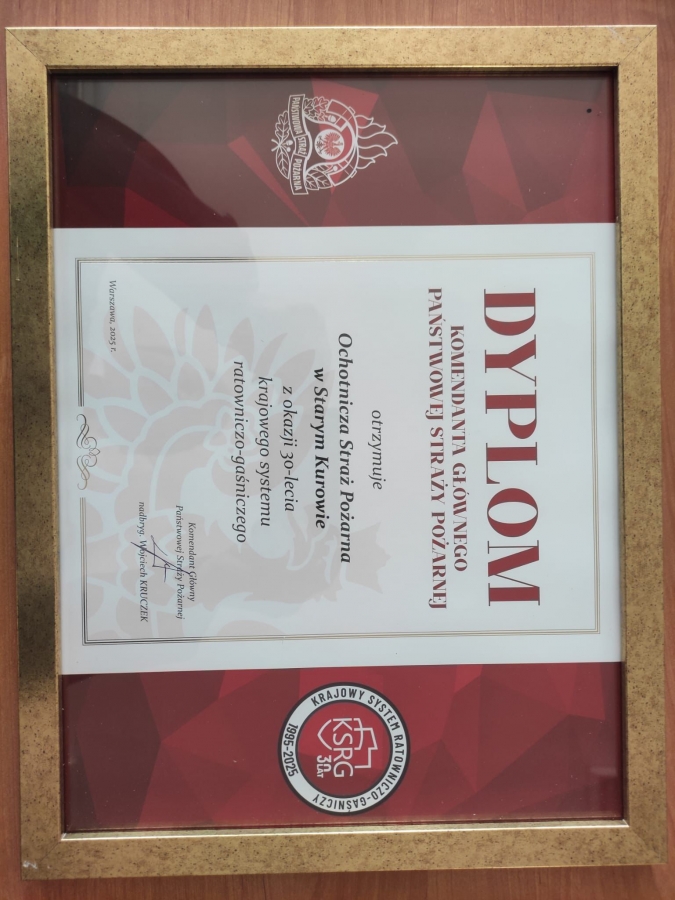 PAŃSTWOWA STRAŻ POŻARNA
DYPLOM
KOMENDANTA GŁÓWNEGO
PAŃSTWOWEJ STRAŻY POŻARNEJ
otrzymuje
Ochotnicza Straż Pożarna
w Starym Kurowie
z okazji 30-lecia
krajowego systemu
ratowniczo-gaśniczego
Komendant Główny
Państwowej Straży Pożarnej
nadbryg. Wojciech KRUCZEK
Warszawa, 2025 r.
KRAJOWY SYSTEM RATOWNICZO-GAŚNICZY
KSRG
30 LAT
1995-2025